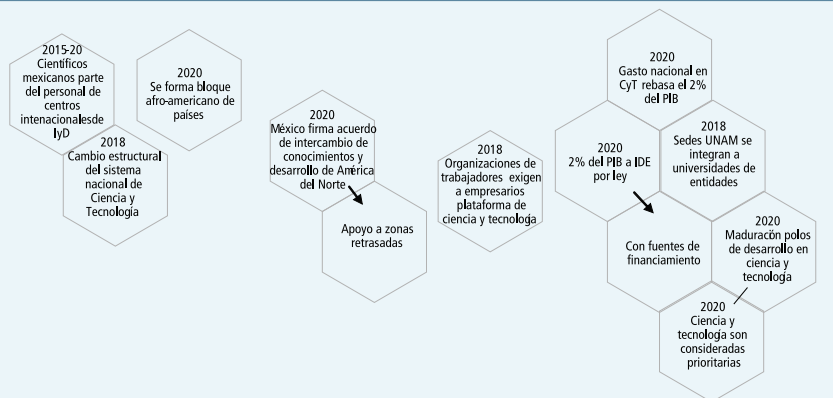 2015-20
Científicos
mexicanos parte
del personal de
centros
intenacionalesde
IyD
2018
Cambio estructural
del sistema
nacional de
Ciencia y
Tecnología
2020
Se forma bloque
afro-americano de
países
2020
México firma acuerdo
de intercambio de
conocimientos y
desarrollo de América
del Norte
Apoyo a zonas
retrasadas
2018
Organizaciones de
trabajadores exigen
a empresarios
plataforma de
ciencia y tecnología
2020
Gasto nacional en
CyT rebasa el 2%
del PIB
2020
2% del PIB a IDE
por ley
2018
Sedes UNAM se
integran a
universidades de
entidades
Con fuentes de
financiamiento
2020
Maduración polos
de desarrollo en
ciencia y
tecnología
2020
Ciencia y
tecnología son
consideradas
prioritarias